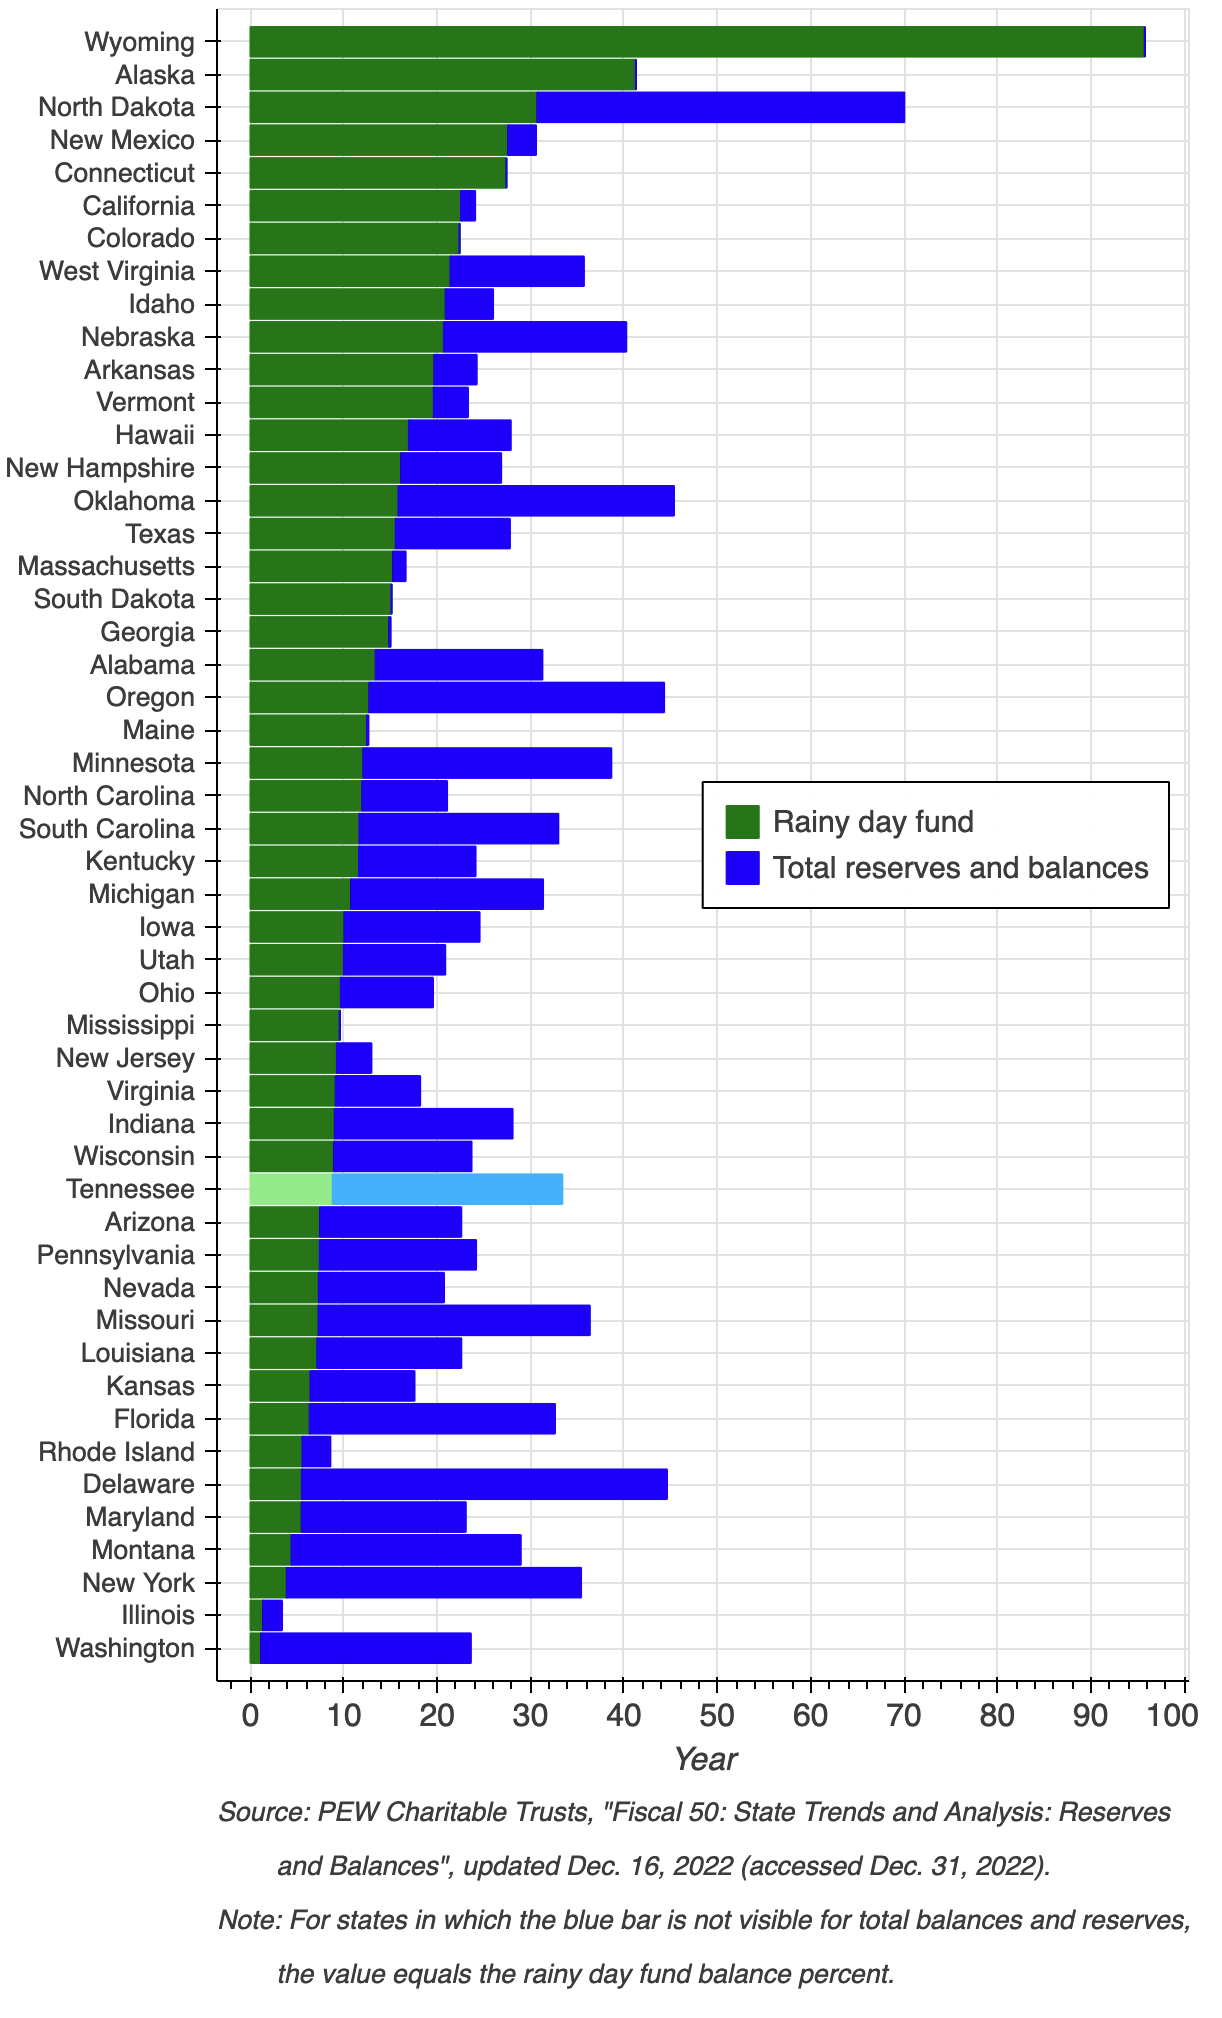 Wyoming
Alaska
North Dakota
New Mexico
Connecticut
California
Colorado
West Virginia
Idaho
Nebraska
Arkansas
Vermont
Hawaii
New Hampshire
Oklahoma
Texas
Massachusetts
South Dakota
Georgia
Alabama
Oregon
Maine
Minnesota
North Carolina
South Carolina
Kentucky
Michigan
Iowa
Utah
Ohio
Mississippi
New Jersey
Virginia
Indiana
Wisconsin
Tennessee
Arizona
Pennsylvania
Nevada
Missouri
Louisiana
Kansas
Florida
Rhode Island
Delaware
Maryland
Montana
New York
Illinois
Washington
Rainy day fund
Total reserves and balances
0 10 20 30 40 50 60 70 80 90 100
Year
Source: PEW Charitable Trusts, "Fiscal 50: State Trends and Analysis: Reserves
and Balances", updated Dec. 16, 2022 (accessed Dec. 31, 2022).
Note: For states in which the blue bar is not visible for total balances and reserves,
the value equals the rainy day fund balance percent.